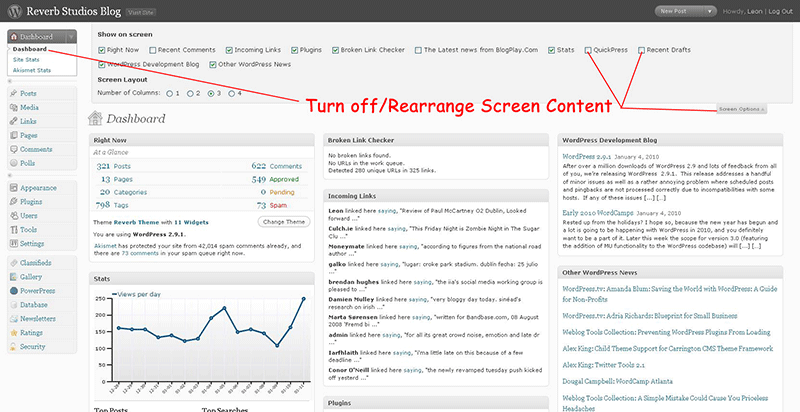 Reverb Studios Blog Visit Site
New Post Howdy, Leon | Log Out
Dashboard
Dashboard
Site Stats
Akismet Stats
Posts
Media
Links
Pages
Comments
Polls
Appearance
Plugins
Users
Tools
Settings
Classifieds
Gallery
PowerPress
Database
Newsletters
Ratings
Security
Show on screen
Right Now Recent Comments Incoming Links Plugins Broken Link Checker The Latest news from BlogPlay.Com Stats QuickPress Recent Drafts
WordPress Development Blog Other WordPress News
Screen Layout
Number of Columns: 1 2 3 4
Turn off/Rearrange Screen Content
Screen Options
Dashboard
Right Now
At a Glance
321 Posts 622 Comments
13 Pages 549 Approved
20 Categories 0 Pending
798 Tags 73 Spam
Theme Reverb Theme with 11 Widgets Change Theme
You are using WordPress 2.9.1.
Akismet has protected your site from 42,014 spam comments already, and
there are 73 comments in your spam queue right now.
Stats
Views per day
250
200
150
100
50
0
12-28 12-29 12-30 12-31 01-01 01-02 01-03
Top Posts Top Searches
Broken Link Checker
No broken links found.
No URLs in the work queue.
Detected 280 unique URLs in 325 links.
Incoming Links
Leon linked here saying, "Review of Paul McCartney O2 Dublin, Looked
forward ..."
Culch.ie linked here saying, "This Friday Night is Zombie Night in The Sugar
Clu ..."
Moneymate linked here saying, "according to figures from the national road
author ..."
galko linked here saying, "lugar: croke park stadium. dublin fecha: 25 julio
..."
brendan hughes linked here saying, "the iia's social working group is
pleased to ..."
Damien Mulley linked here saying, "very bloggy day today. sinéad's
research on irish ..."
Marta Sørensen linked here saying, "written for Bandbase.com, 08 August
2008 'Fremd bi ..."
admin linked here saying, "for all its great crowd noise, emotion and late dr
..."
Iarfhlaith linked here saying, "i'ma little late on this because of a few
deadline ..."
Conor O'Neill linked here saying, "the newly revamped tuesday push kicked
off yesterd ..."
Plugins
WordPress Development Blog
WordPress 2.9.1 January 4, 2010
After over a million downloads of WordPress 2.9 and lots of feedback from all
of you, we're releasing WordPress 2.9.1. This release addresses a handful
of minor issues as well as a rather annoying problem where scheduled posts
and pingbacks are not processed correctly due to incompatibilities with some
hosts. If any of these issues [...] [...]
Early 2010 WordCamps January 4, 2010
Rested up from the holidays? I hope so, because the new year has begun and
a lot is going to be happening with WordPress in 2010, and you definitely
want to be a part of it. Later this week the scope for version 3.0 (featuring
the addition of MU functionality to the WordPress codebase) will [...] [...]
Other WordPress News
WordPress.tv: Amanda Blum: Saving the World with WordPress: A Guide
for Non-Profits
WordPress.tv: Adria Richards: Blueprint for Small Business
Weblog Tools Collection: Preventing WordPress Plugins From Loading
Alex King: Child Theme Support for Carrington CMS Theme Framework
Alex King: Twitter Tools 2.1
Dougal Campbell: WordCamp Atlanta
Weblog Tools Collection: A Simple Mistake Could Cause You Priceless
Headaches